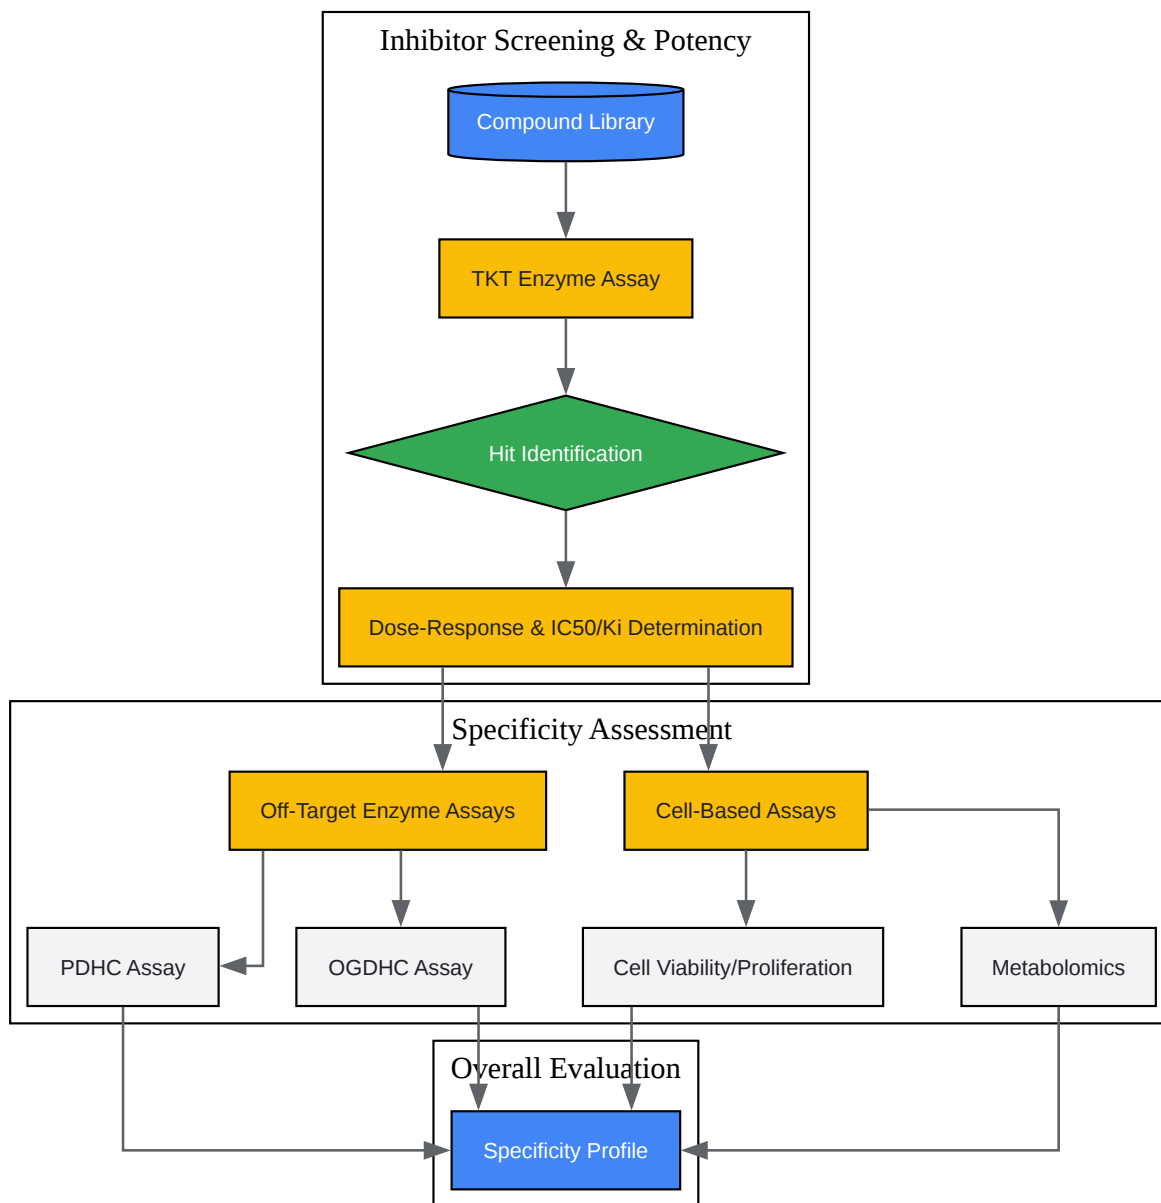 Inhibitor Screening & Potency
Compound Library
TKT Enzyme Assay
Hit Identification
Dose-Response & IC50/Ki Determination
Specificity Assessment
Off-Target Enzyme Assays
Cell-Based Assays
PDHC Assay
OGDHC Assay
Cell Viability/Proliferation
Metabolomics
Overall Evaluation
Specificity Profile